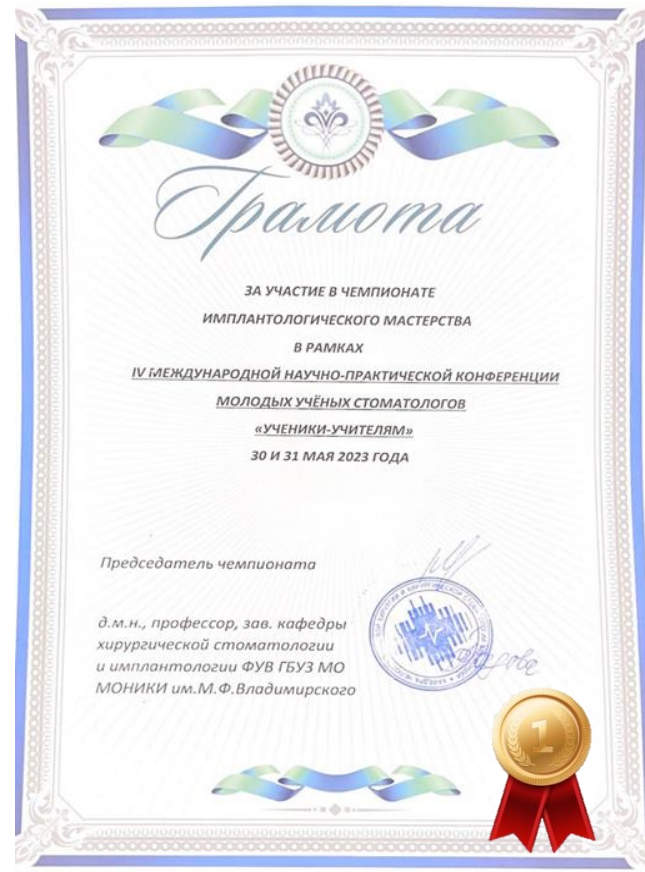 Грамота
ЗА УЧАСТИЕ В ЧЕМПИОНАТЕ
ИМПЛАНТОЛОГИЧЕСКОГО МАСТЕРСТВА
В РАМКАХ
IV МЕЖДУНАРОДНОЙ НАУЧНО-ПРАКТИЧЕСКОЙ КОНФЕРЕНЦИИ
МОЛОДЫХ УЧЁНЫХ СТОМАТОЛОГОВ
«УЧЕНИКИ-УЧИТЕЛЯМ»
30 И 31 МАЯ 2023 ГОДА
Председатель чемпионата
д.м.н., профессор, зав. кафедры
хирургической стоматологии
и имплантологии ФУВ ГБУЗ МО
МОНИКИ им.М.Ф.Владимирского
1